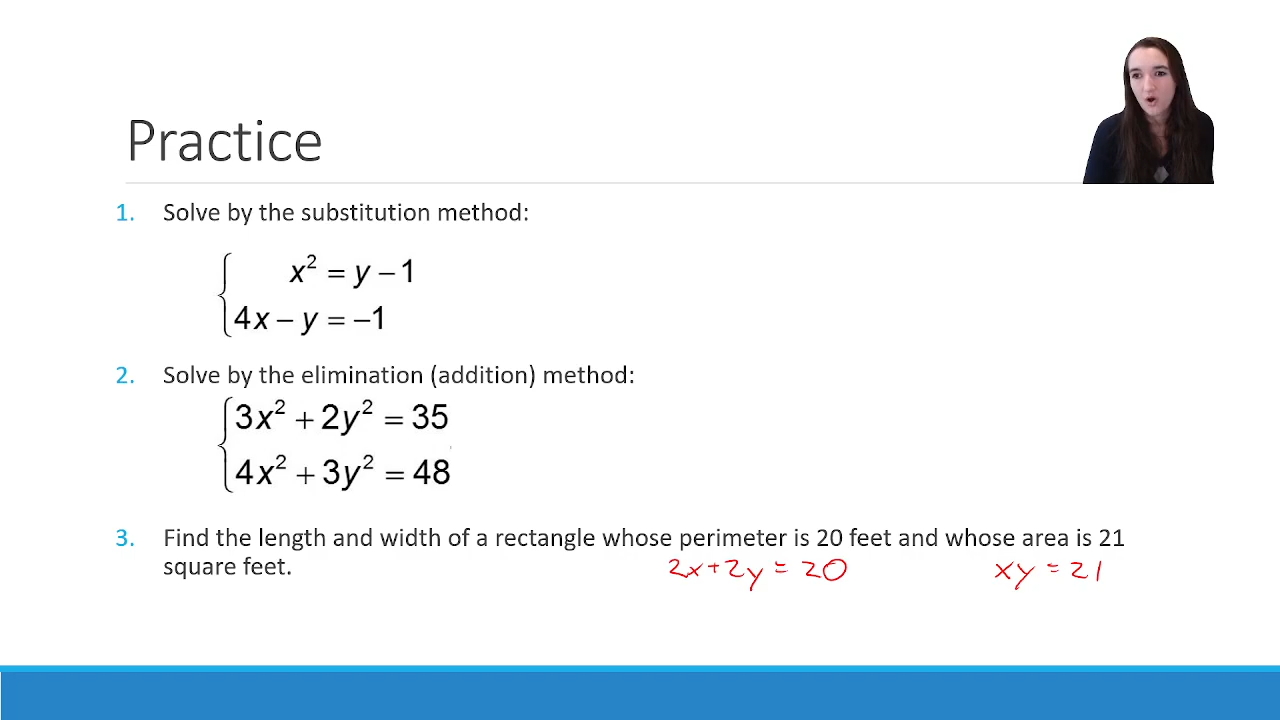 Practice
1. Solve by the substitution method:
x² = y – 1
4x – y = –1
2. Solve by the elimination (addition) method:
3x² + 2y² = 35
4x² + 3y² = 48
3. Find the length and width of a rectangle whose perimeter is 20 feet and whose area is 21
square feet.
2x+2y = 20
xy = 21